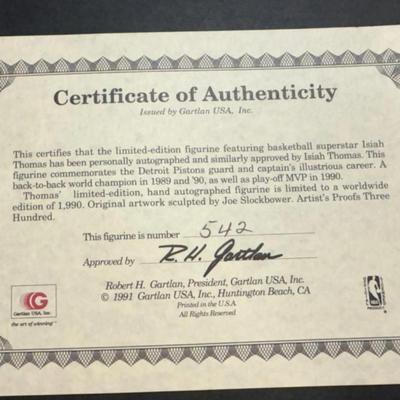 Certificate of Authenticity
Issued by Gartlan USA, Inc.
This certifies that the limited-edition figurine featuring basketball superstar Isiah
Thomas has been personally autographed and similarly approved by Isiah Thomas. This
figurine commemorates the Detroit Pistons guard and captain's illustrious career. A
back-to-back world champion in 1989 and '90, as well as play-off MVP in 1990.
Thomas' limited-edition, hand autographed figurine is limited to a worldwide
edition of 1,990. Original artwork sculpted by Joe Slockbower. Artist's Proofs Three
Hundred.
This figurine is number 542
Approved by R.H. Gartlan
Robert H. Gartlan, President, Gartlan USA, Inc.
© 1991 Gartlan USA, Inc., Huntington Beach, CA
Printed in the U.S.A.
All Rights Reserved
G
Gartlan USA, Inc.
the art of winning
NBA